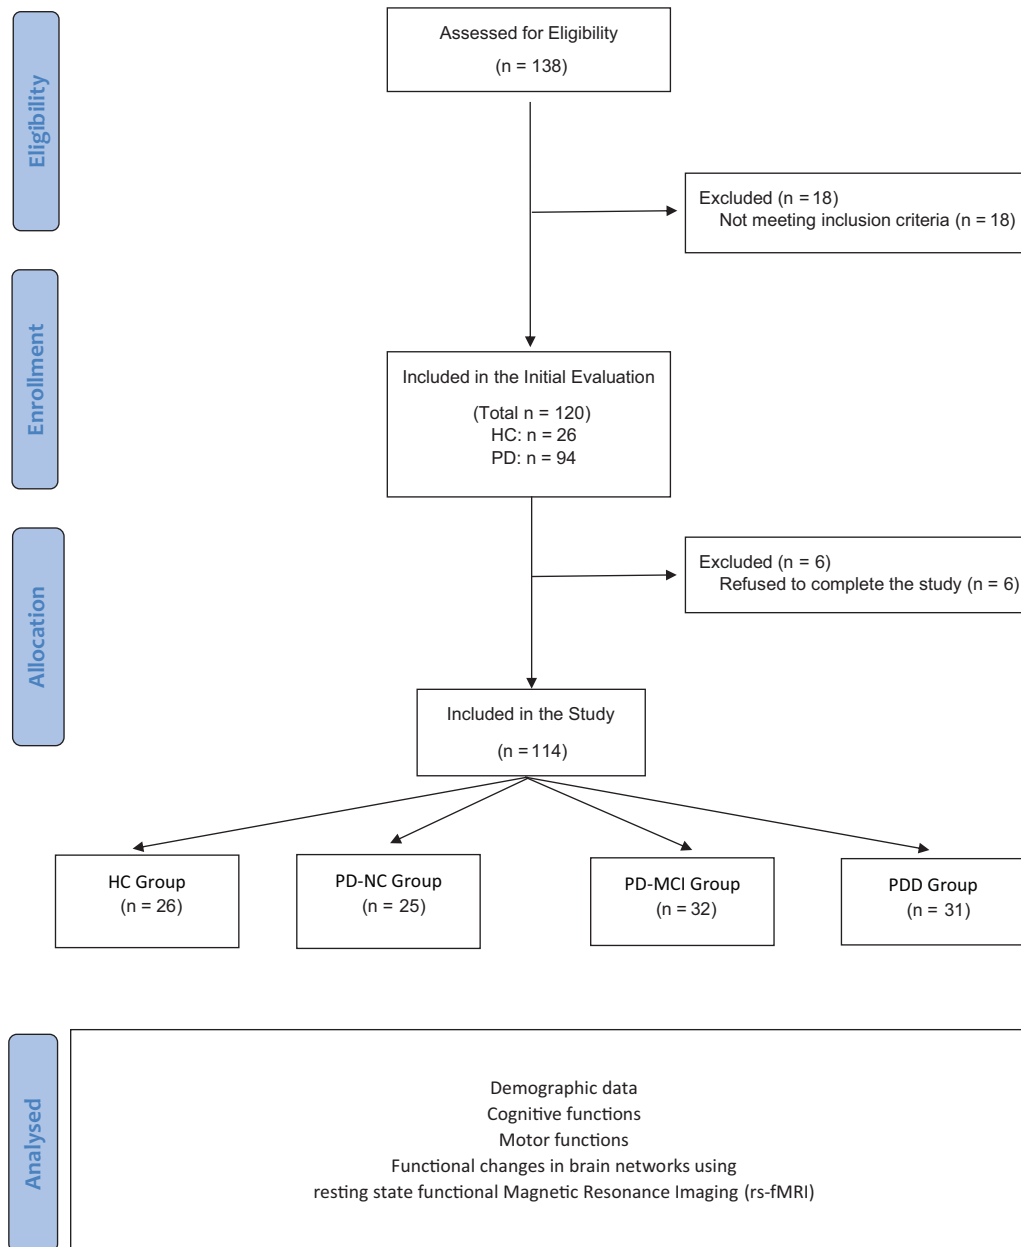 Eligibility
Assessed for Eligibility
(n = 138)
Excluded (n = 18)
Not meeting inclusion criteria (n = 18)
Enrollment
Included in the Initial Evaluation
(Total n = 120)
HC: n = 26
PD: n = 94
Allocation
Excluded (n = 6)
Refused to complete the study (n = 6)
Included in the Study
(n = 114)
HC Group
(n = 26)
PD-NC Group
(n = 25)
PD-MCI Group
(n = 32)
PDD Group
(n = 31)
Analysed
Demographic data
Cognitive functions
Motor functions
Functional changes in brain networks using
resting state functional Magnetic Resonance Imaging (rs-fMRI)